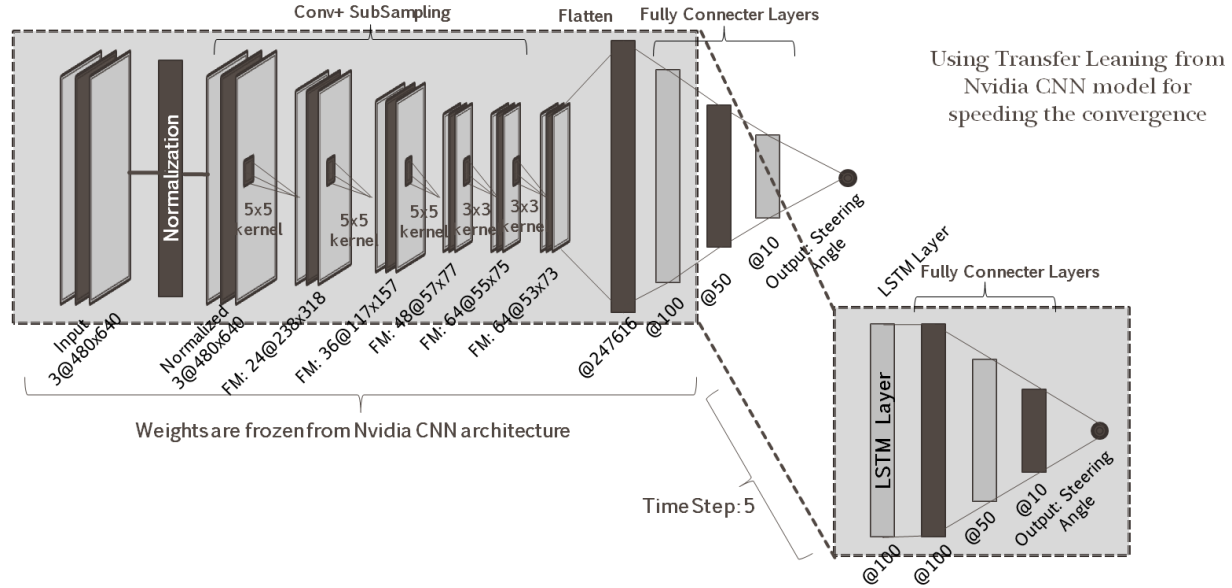 Conv+ SubSampling
Flatten
Fully Connecter Layers
Using Transfer Leaning from
Nvidia CNN model for
speeding the convergence
Normalization
5x5
kernel
5x5
kernel
5x5
kernel
3x3
kernel
3x3
kernel
Input
3@480x640
Normalized
3@480x640
FM: 24@238x318
FM: 36@117x157
FM: 48@57x77
FM: 64@55x75
FM: 64@53x73
@247616
@100
@50
@10
Output: Steering
Angle
Weights are frozen from Nvidia CNN architecture
Time Step: 5
LSTM Layer
Fully Connecter Layers
LSTM Layer
@100
@100
@50
@10
Output: Steering
Angle